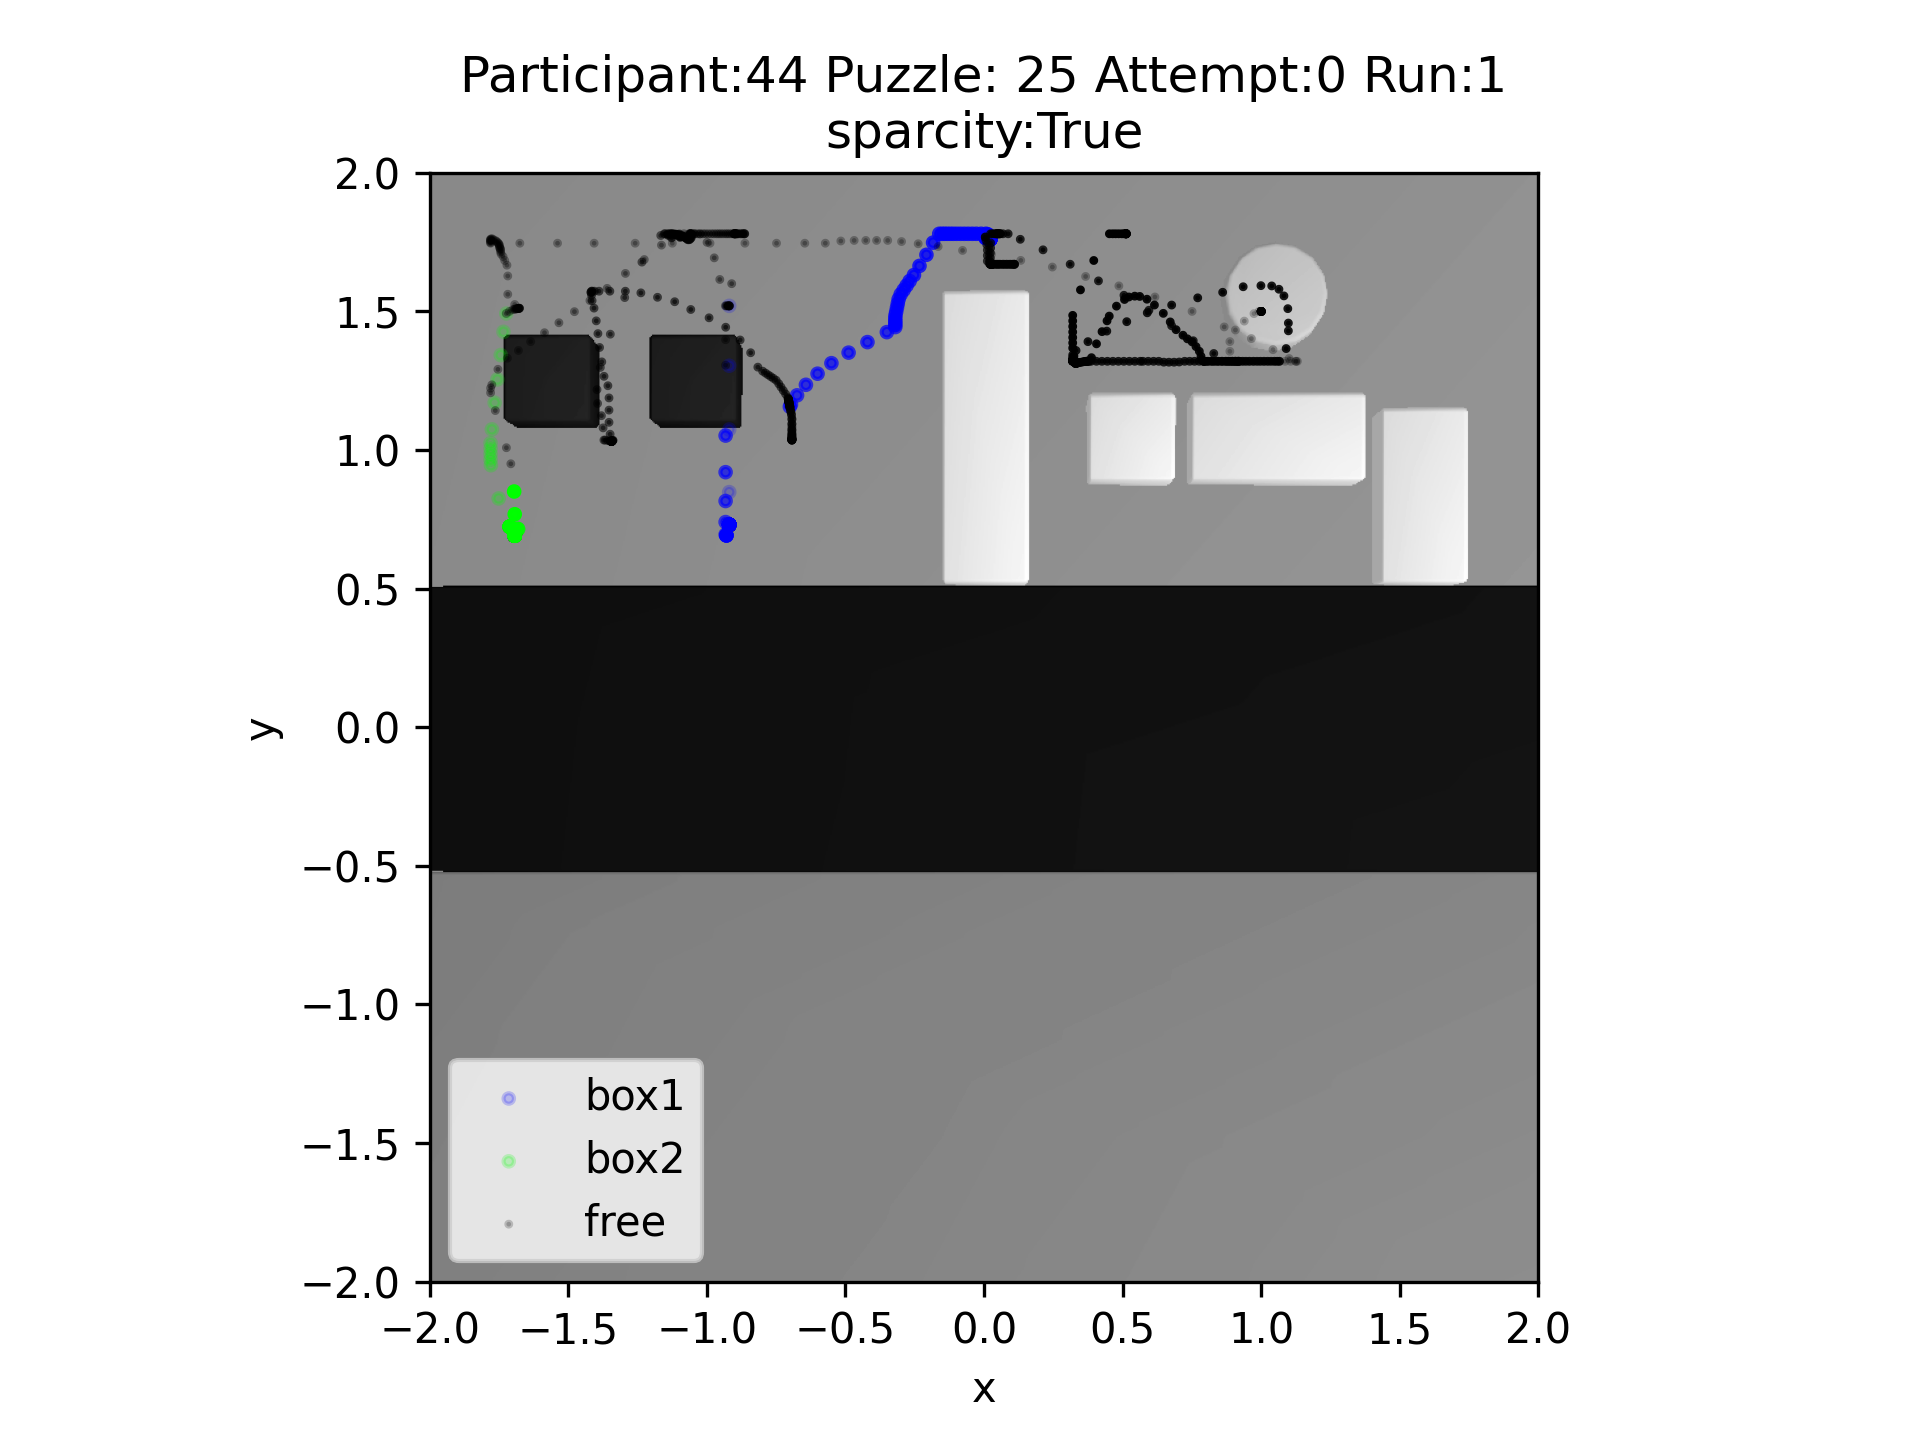 Participant:44 Puzzle: 25 Attempt:0 Run:1
sparcity:True
2.0
1.5
1.0
0.5
0.0
−0.5
−1.0
−1.5
−2.0
y
box1
box2
free
−2.0 −1.5 −1.0 −0.5 0.0 0.5 1.0 1.5 2.0
x